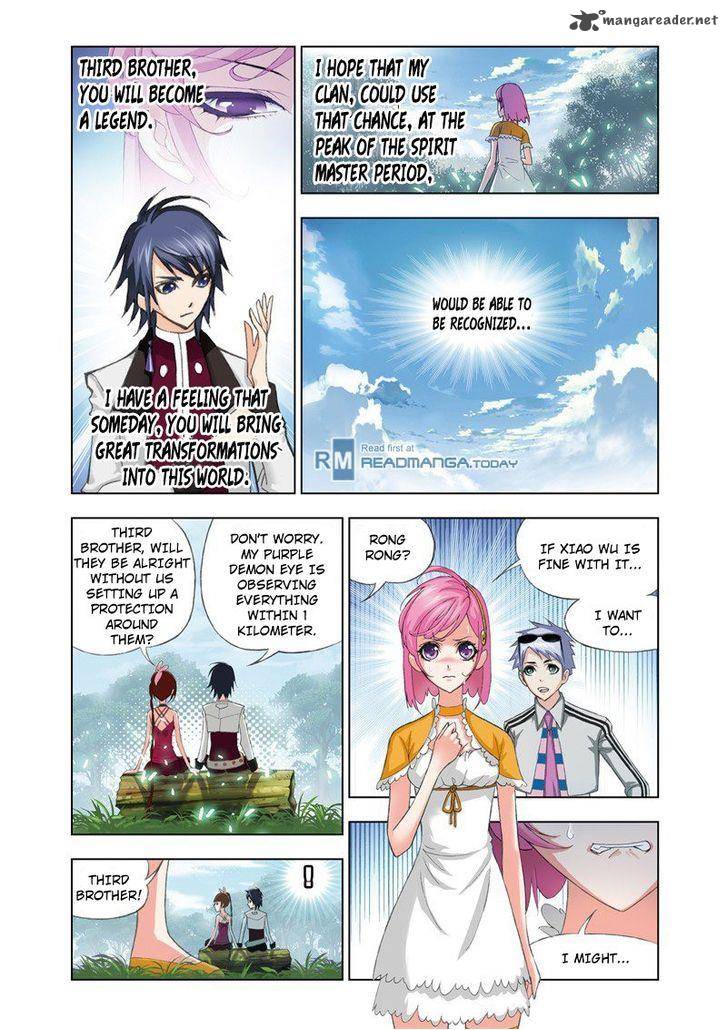 mangareader.net
THIRD BROTHER,
YOU WILL BECOME
A LEGEND.
I HAVE A FEELING THAT
SOMEDAY, YOU WILL BRING
GREAT TRANSFORMATIONS
INTO THIS WORLD.
I HOPE THAT MY
CLAN, COULD USE
THAT CHANCE, AT THE
PEAK OF THE SPIRIT
MASTER PERIOD,
WOULD BE ABLE TO
BE RECOGNIZED...
RM
Read first at
READMANGA.TODAY
THIRD
BROTHER, WILL
THEY BE ALRIGHT
WITHOUT US
SETTING UP A
PROTECTION
AROUND
THEM?
DON'T WORRY.
MY PURPLE
DEMON EYE IS
OBSERVING
EVERYTHING
WITHIN 1
KILOMETER.
RONG
RONG?
IF XIAO WU IS
FINE WITH IT...
I WANT
TO...
THIRD
BROTHER!
!
I MIGHT...